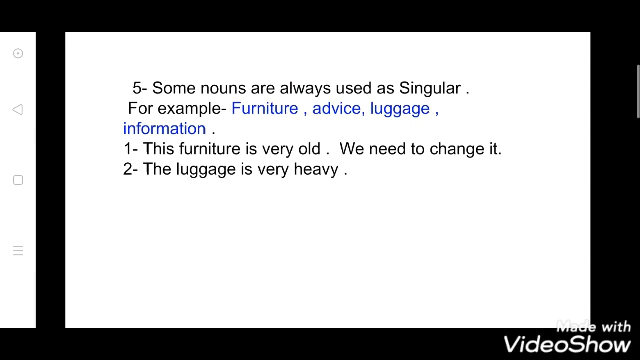 5- Some nouns are always used as Singular .
For example- Furniture , advice, luggage ,
information .
1- This furniture is very old . We need to change it.
2- The luggage is very heavy .
Made with
VideoShow